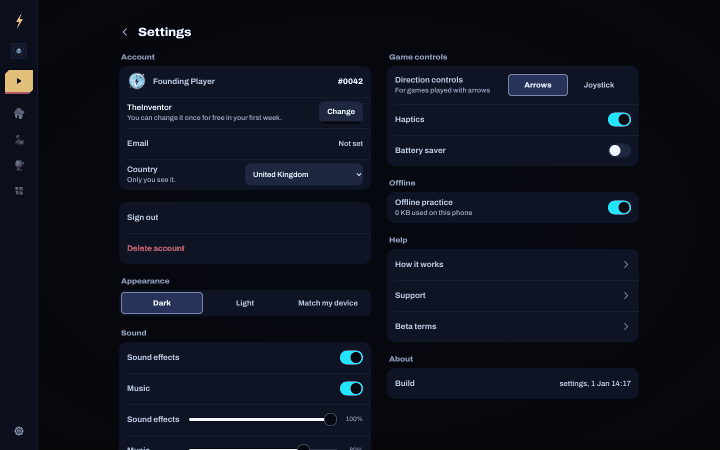 Settings
Account
Founding Player
#0042
TheInventor
You can change it once for free in your first week.
Change
Email
Not set
Country
Only you see it.
United Kingdom
Sign out
Delete account
Appearance
Dark
Light
Match my device
Sound
Sound effects
Music
Sound effects
100%
Music
80%
Game controls
Direction controls
For games played with arrows
Arrows
Joystick
Haptics
Battery saver
Offline
Offline practice
0 KB used on this phone
Help
How it works
Support
Beta terms
About
Build
settings, 1 Jan 14:17